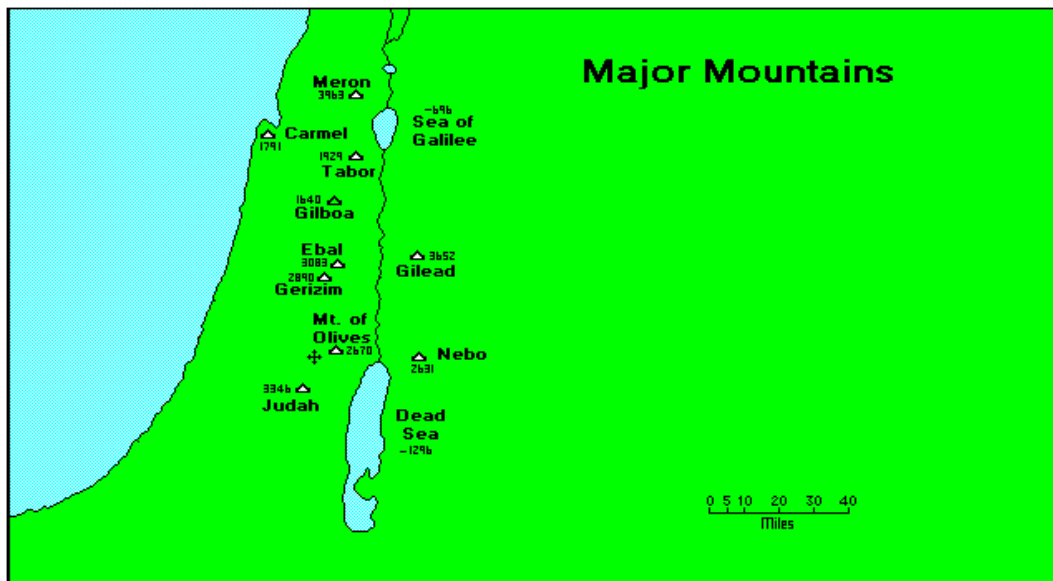 Major Mountains
Meron
3963
-696
Sea of
Galilee
Carmel
1791
1929
Tabor
1640
Gilboa
Ebal
3083
2890
Gerizim
3652
Gilead
Mt. of
Olives
2670
Nebo
2631
3346
Judah
Dead
Sea
-1296
0 5 10 20 30 40
Miles